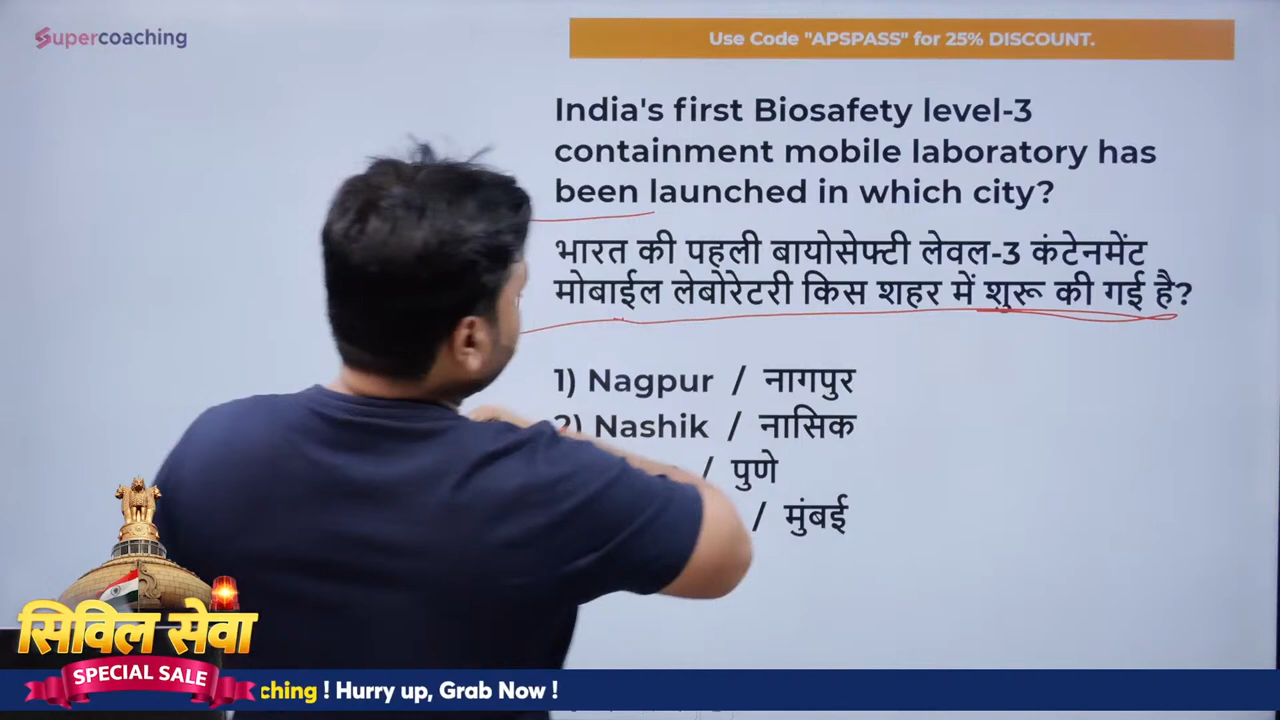 Supercoaching
Use Code "APSPASS" for 25% DISCOUNT.
India's first Biosafety level-3
containment mobile laboratory has
been launched in which city?
भारत की पहली बायोसेफ्टी लेवल-3 कंटेनमेंट
मोबाईल लेबोरेटरी किस शहर में शुरू की गई है?
1) Nagpur / नागपुर
2) Nashik / नासिक
/ पुणे
/ मुंबई
सिविल सेवा
SPECIAL SALE
ching ! Hurry up, Grab Now !